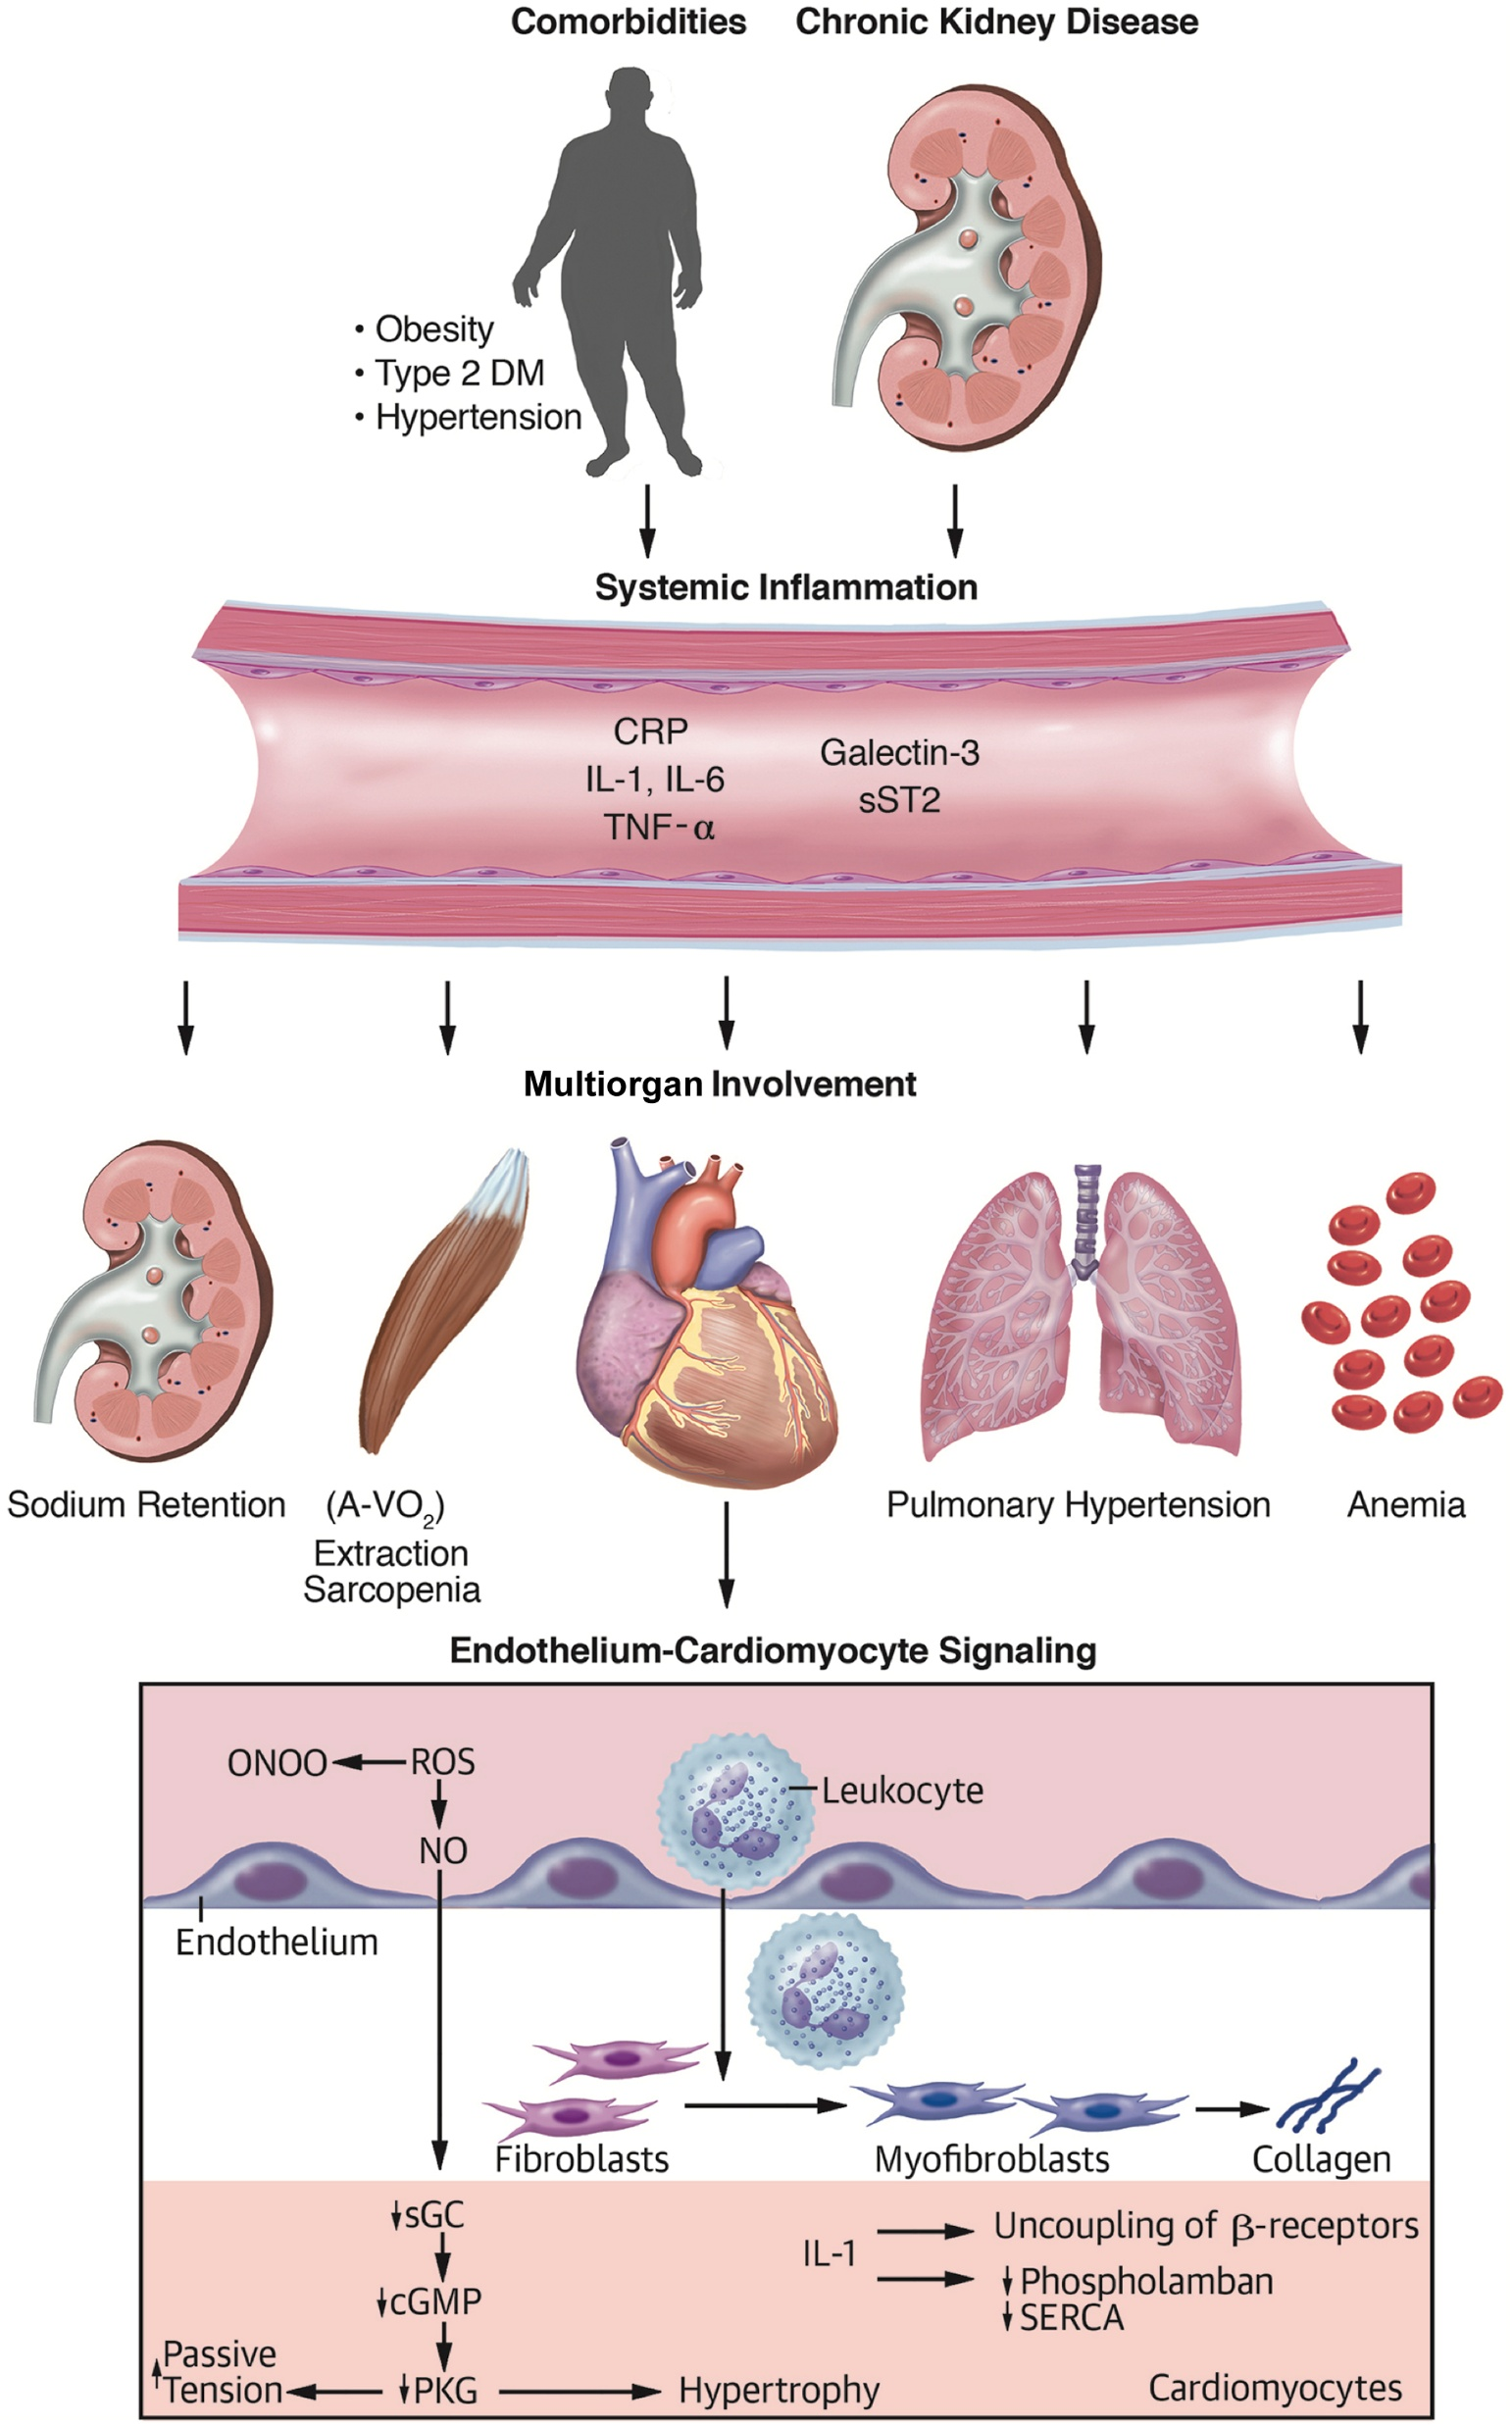 Comorbidities
Chronic Kidney Disease
• Obesity
• Type 2 DM
• Hypertension
Systemic Inflammation
CRP
IL-1, IL-6
TNF-α
Galectin-3
sST2
Multiorgan Involvement
Sodium Retention
(A-VO₂)
Extraction
Sarcopenia
Pulmonary Hypertension
Anemia
Endothelium-Cardiomyocyte Signaling
ONOO
ROS
Leukocyte
NO
Endothelium
Fibroblasts
Myofibroblasts
Collagen
↓sGC
↓cGMP
↓PKG
↑Passive
Tension
Hypertrophy
IL-1
Uncoupling of β-receptors
↓Phospholamban
↓SERCA
Cardiomyocytes